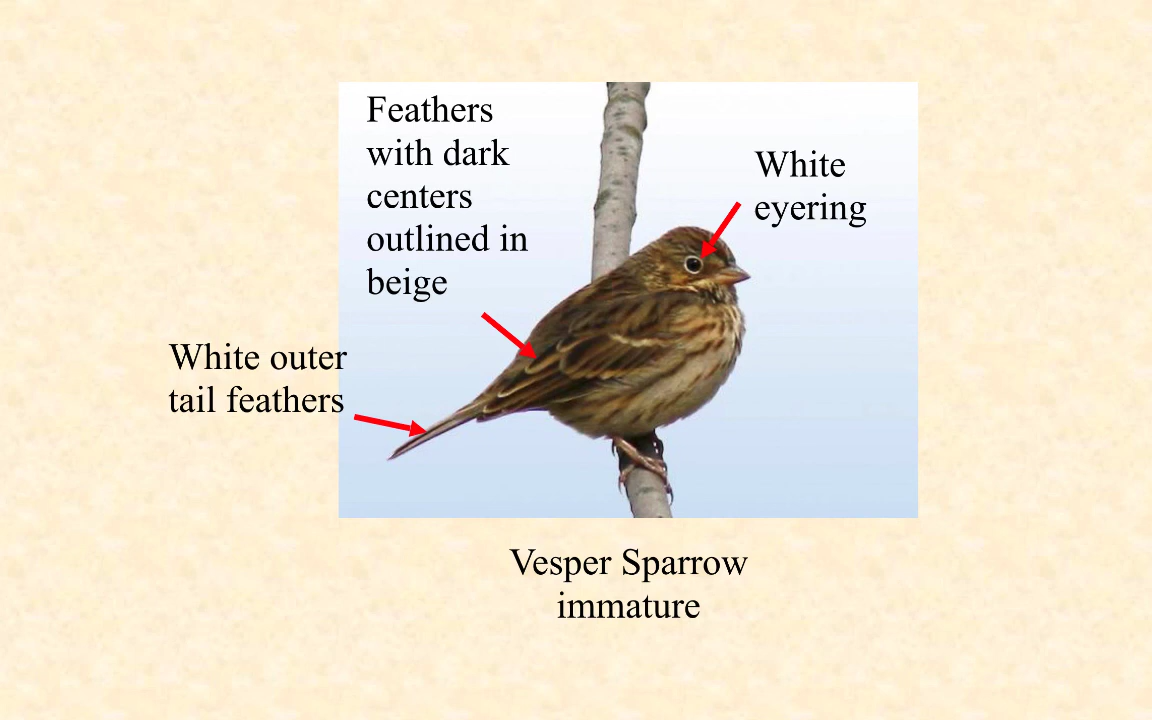 Feathers
with dark
centers
outlined in
beige
White
eyering
White outer
tail feathers
Vesper Sparrow
immature